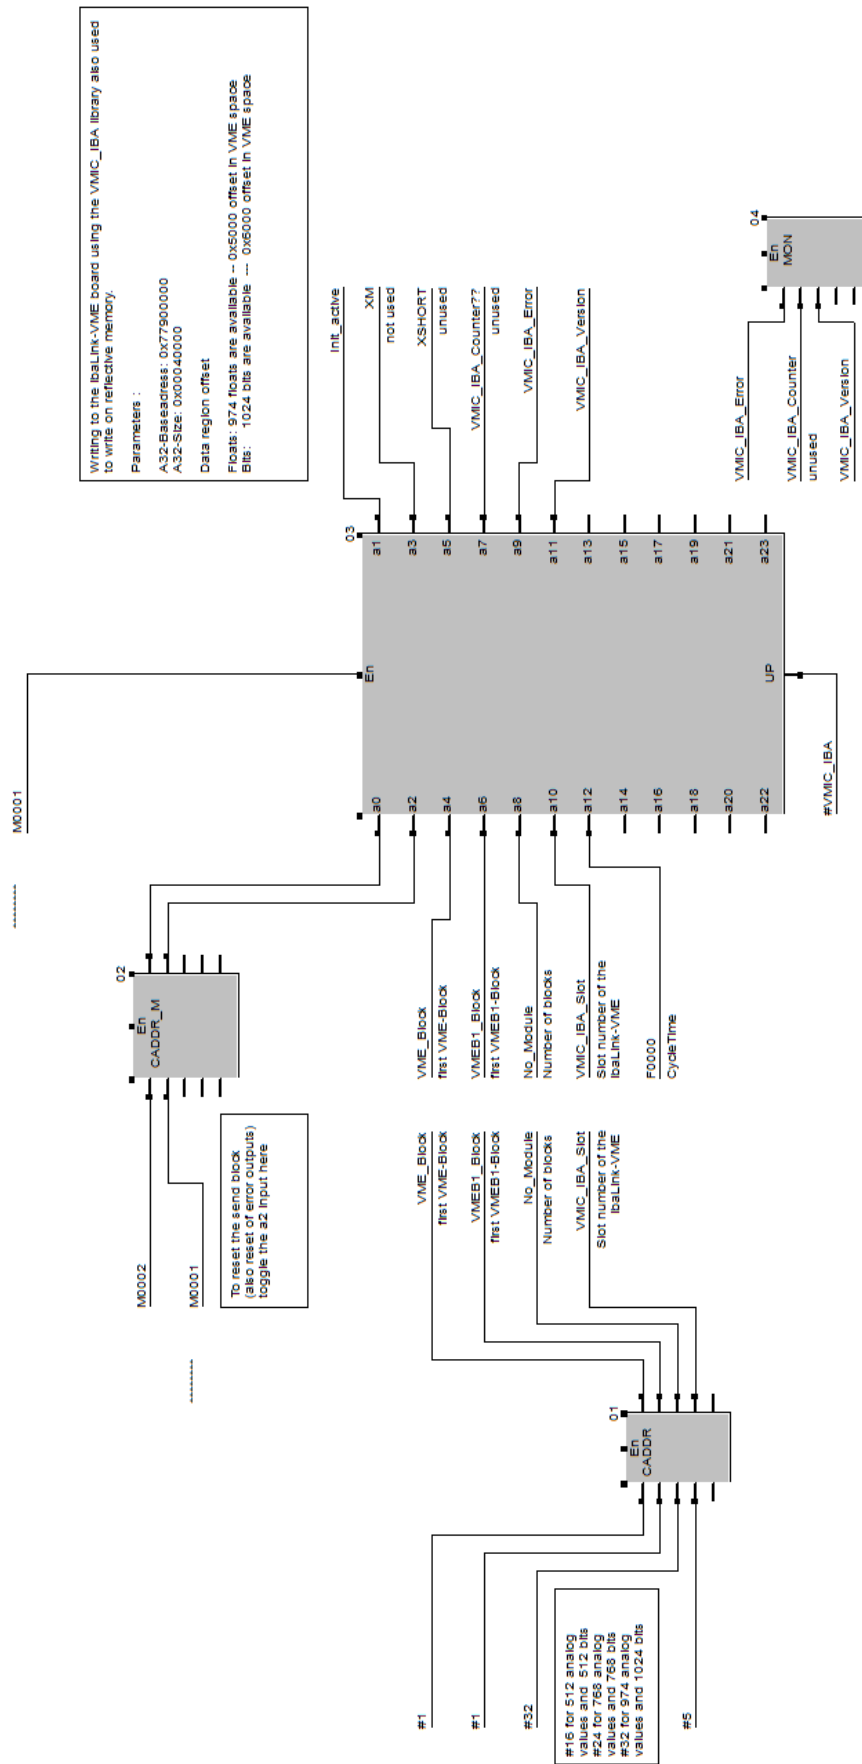 Writing to the ibaLink-VME board using the VMIC_IBA library also used
to write on reflective memory.
Parameters :
A32-Baseadress: 0x77900000
A32-Size: 0x00040000
Data region offset
Floats: 974 floats are available -- 0x5000 offset in VME space
Bits: 1024 bits are available --- 0x6000 offset in VME space
--------
M0001
M0002
--------
M0001
To reset the send block
(also reset of error outputs)
toggle the a2 input here
02
En
CADDR_M
#1
#1
#32
#16 for 512 analog
values and 512 bits
#24 for 768 analog
values and 768 bits
#32 for 974 analog
values and 1024 bits
#5
01
En
CADDR
VME_Block
first VME-Block
VMEB1_Block
first VMEB1-Block
No_Module
Number of blocks
VMIC_IBA_Slot
Slot number of the
ibaLink-VME
VME_Block
first VME-Block
VMEB1_Block
first VMEB1-Block
No_Module
Number of blocks
VMIC_IBA_Slot
Slot number of the
ibaLink-VME
F0000
CycleTime
03
En
a0
a2
a4
a6
a8
a10
a12
a14
a16
a18
a20
a22
UP
#VMIC_IBA
a1
a3
a5
a7
a9
a11
a13
a15
a17
a19
a21
a23
Init_active
XM
not used
XSHORT
unused
VMIC_IBA_Counter??
unused
VMIC_IBA_Error
VMIC_IBA_Version
VMIC_IBA_Error
VMIC_IBA_Counter
unused
VMIC_IBA_Version
04
En
MON